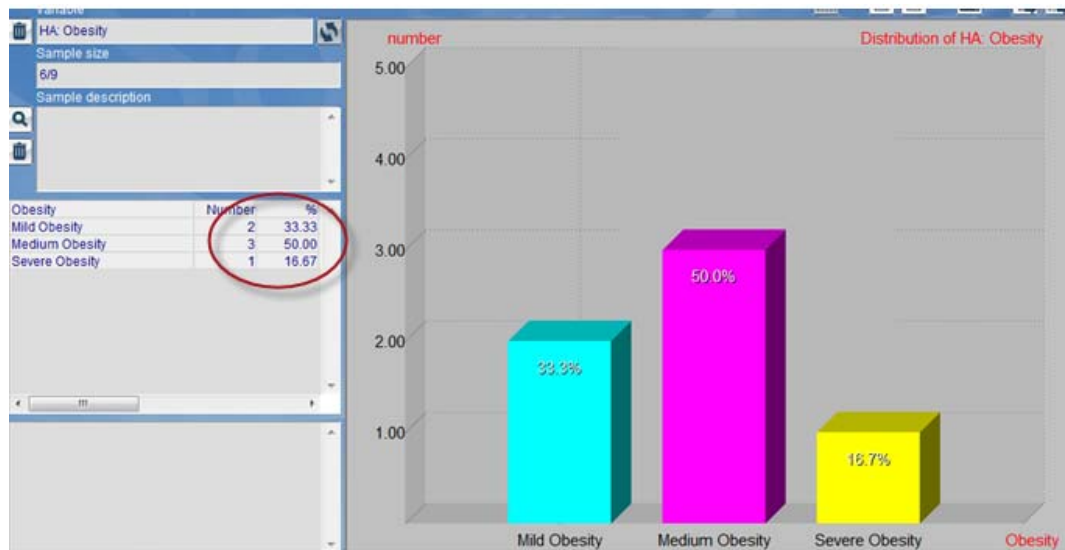 Variable
HA: Obesity
Sample size
6/9
Sample description
Obesity Number %
Mild Obesity 2 33.33
Medium Obesity 3 50.00
Severe Obesity 1 16.67
number
Distribution of HA: Obesity
5.00
4.00
3.00
2.00
1.00
33.3%
50.0%
16.7%
Mild Obesity Medium Obesity Severe Obesity Obesity